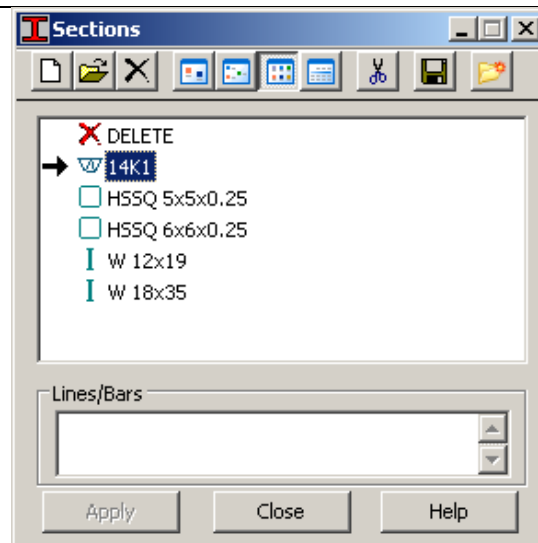 Sections
DELETE
14K1
HSSQ 5x5x0.25
HSSQ 6x6x0.25
W 12x19
W 18x35
Lines/Bars
Apply Close Help